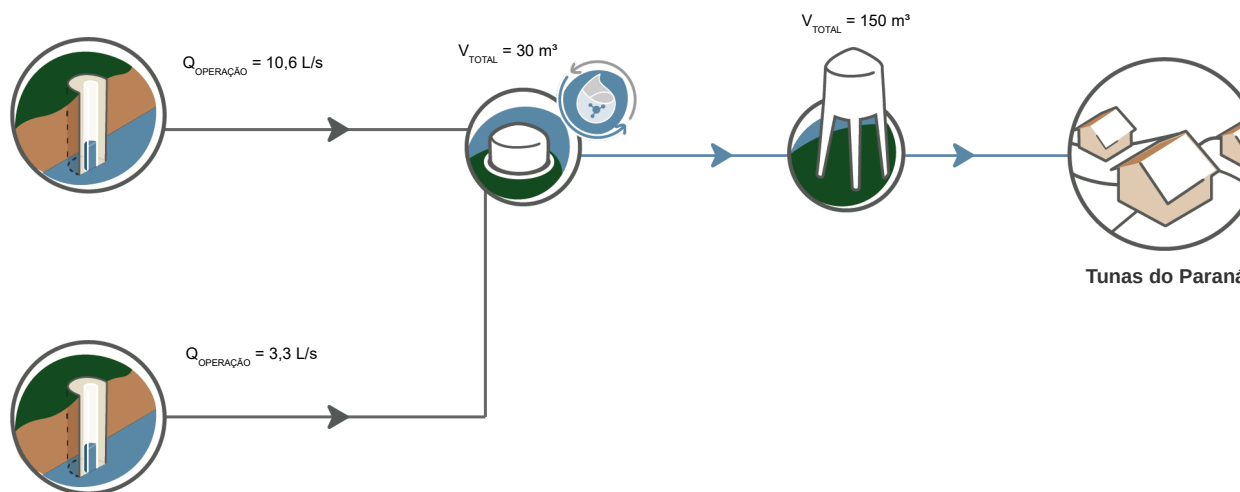 V TOTAL = 150 m³
V TOTAL = 30 m³
Q OPERAÇÃO = 10,6 L/s
Tunas do Paraná
Q OPERAÇÃO = 3,3 L/s